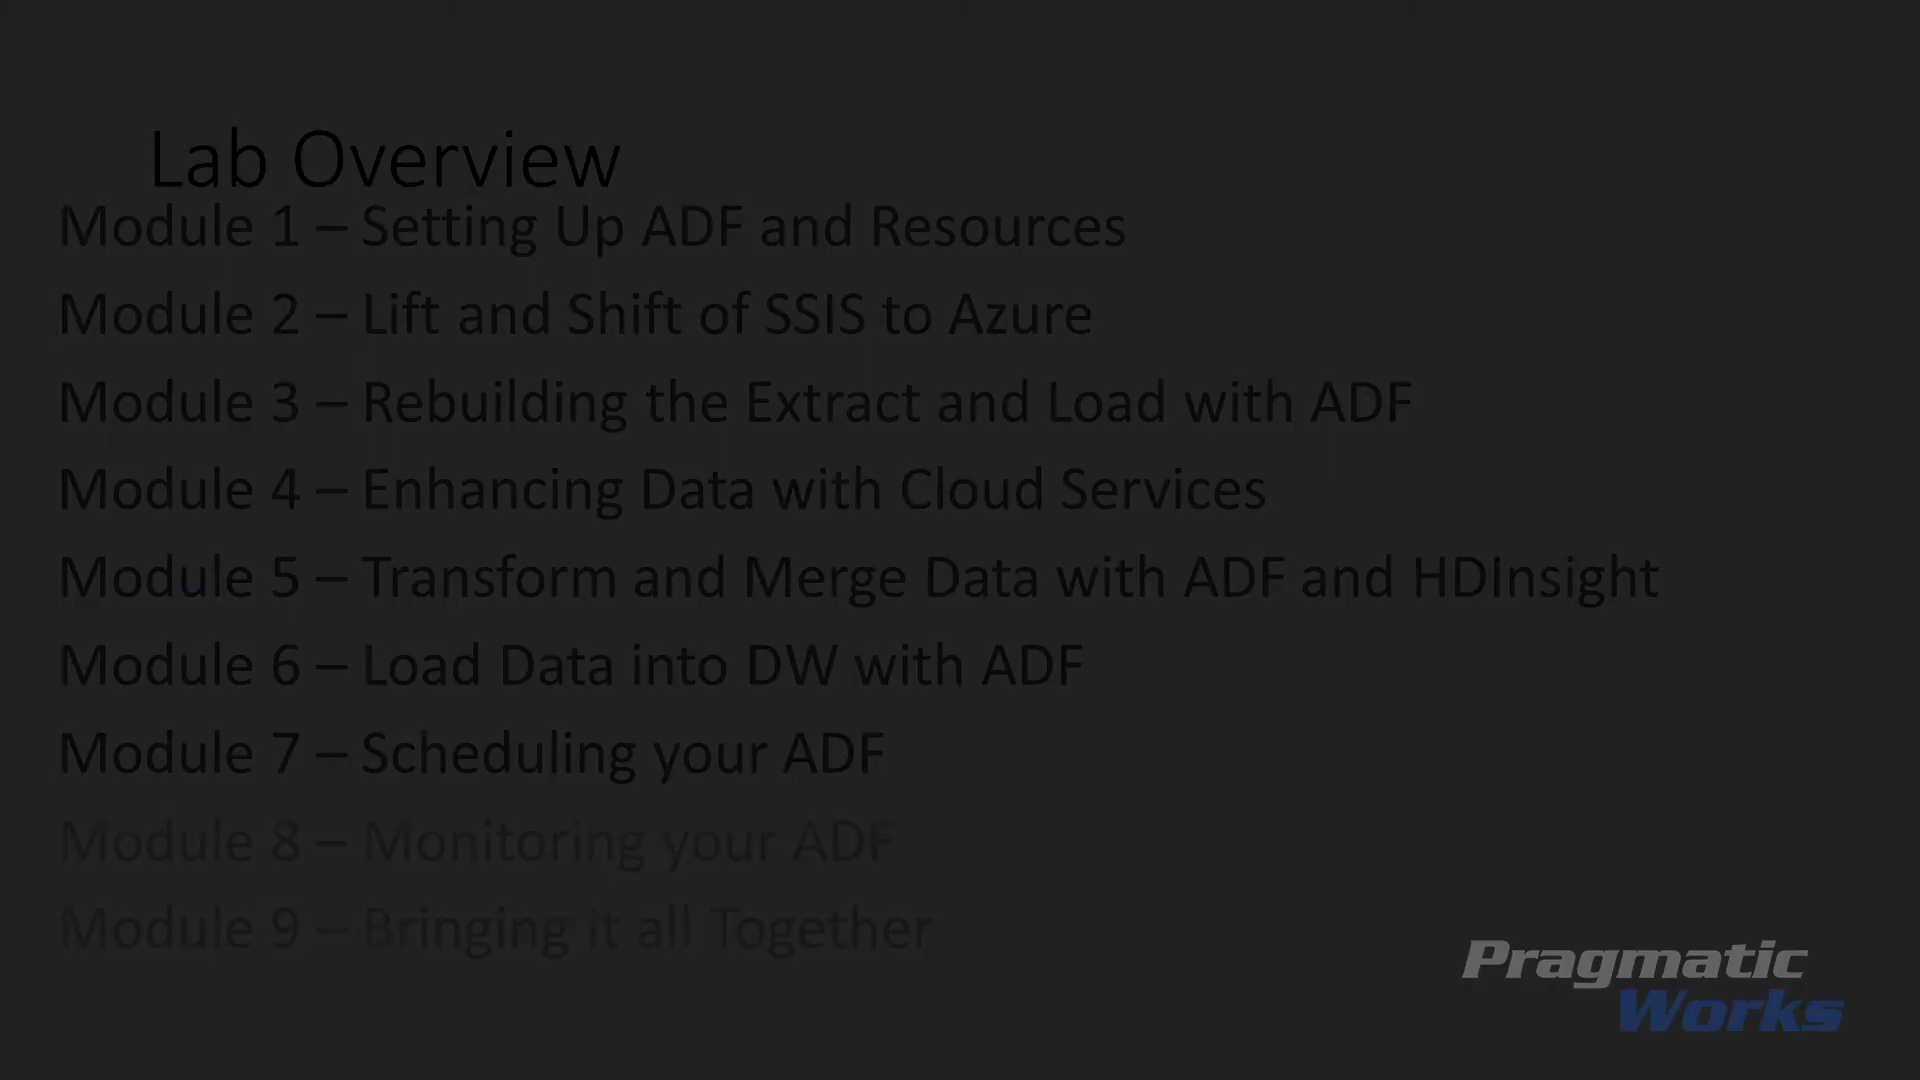 Lab Overview
Module 1 – Setting Up ADF and Resources
Module 2 – Lift and Shift of SSIS to Azure
Module 3 – Rebuilding the Extract and Load with ADF
Module 4 – Enhancing Data with Cloud Services
Module 5 – Transform and Merge Data with ADF and HDInsight
Module 6 – Load Data into DW with ADF
Module 7 – Scheduling your ADF
Module 8 – Monitoring your ADF
Module 9 – Bringing it all Together
Pragmatic
Works